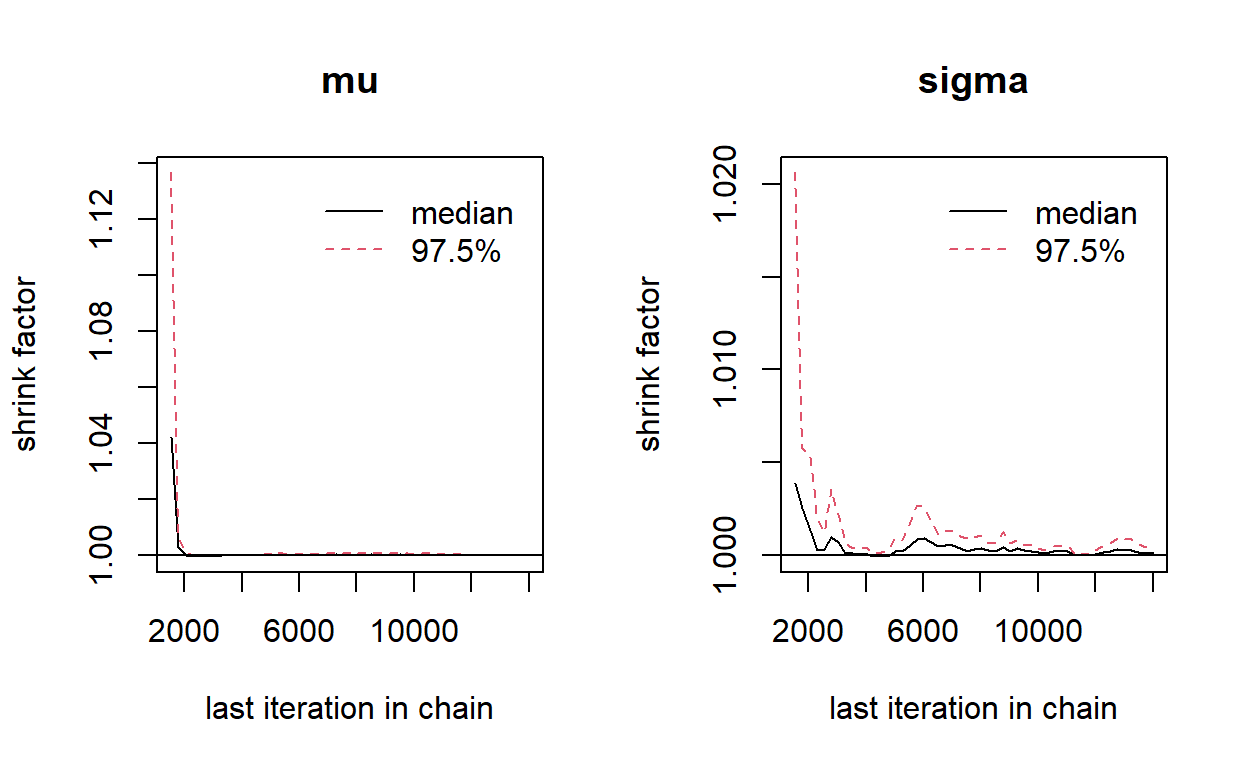 mu
shrink factor
1.00
1.04
1.08
1.12
median
97.5%
2000
6000
10000
last iteration in chain
sigma
shrink factor
1.000
1.010
1.020
median
97.5%
2000
6000
10000
last iteration in chain